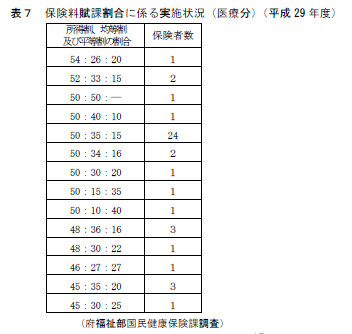 表７ 保険料賦課割合に係る実施状況（医療分）（平成 29 年度）
所得割、均等割
及び平等割の割合
保険者数
54：26：20 1
52：33：15 2
50：50：― 1
50：40：10 1
50：35：15 24
50：34：16 2
50：30：20 1
50：15：35 1
50：10：40 1
48：36：16 3
48：30：22 1
46：27：27 1
45：35：20 3
45：30：25 1
（府福祉部国民健康保険課調査）